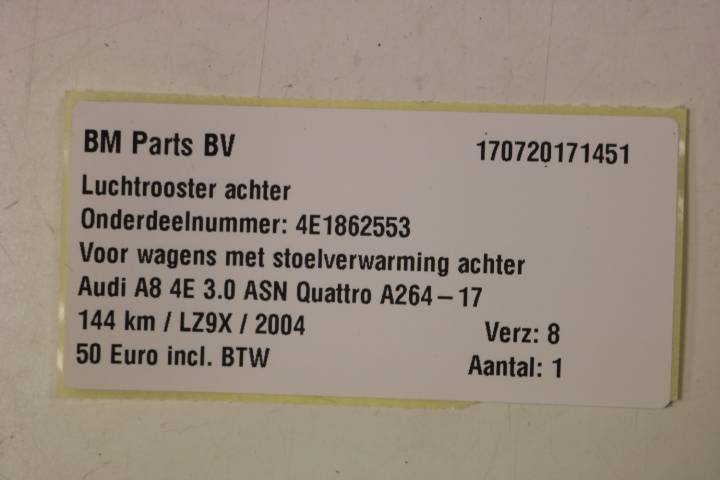 BM Parts BV 170720171451
Luchtrooster achter
Onderdeelnummer: 4E1862553
Voor wagens met stoelverwarming achter
Audi A8 4E 3.0 ASN Quattro A264-17
144 km / LZ9X / 2004 Verz: 8
50 Euro incl. BTW Aantal: 1